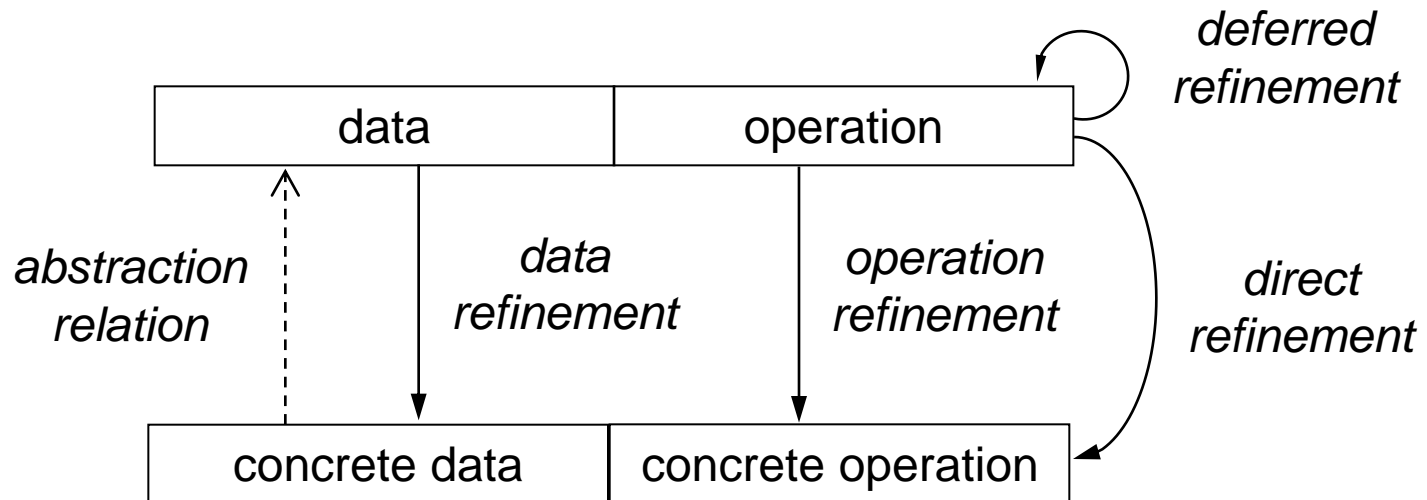 deferred
refinement
data
operation
abstraction
relation
data
refinement
operation
refinement
direct
refinement
concrete data
concrete operation